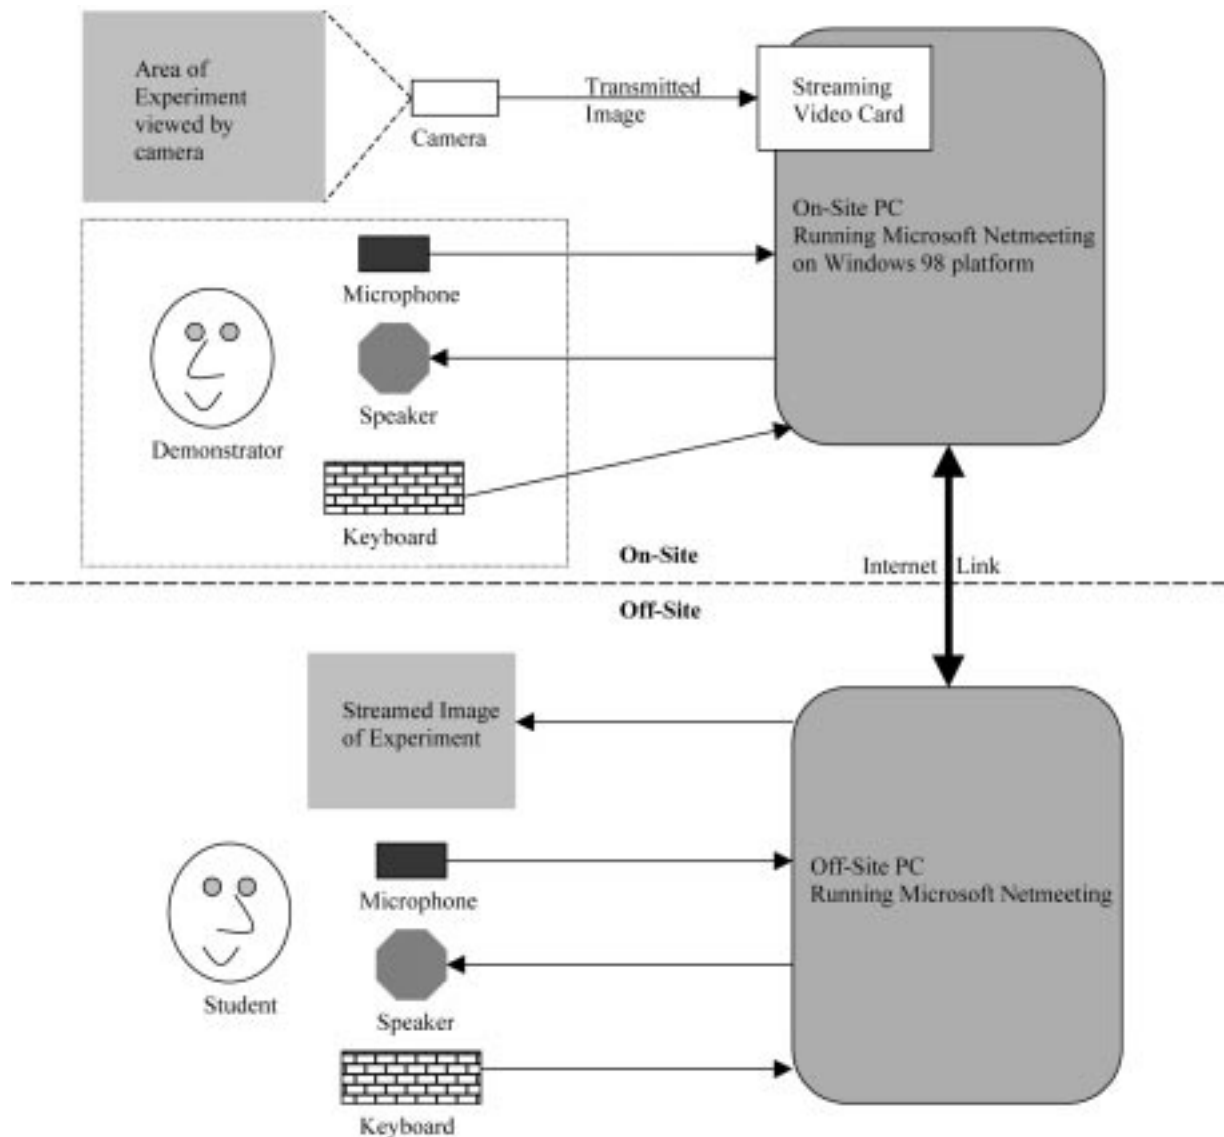 Area of
Experiment
viewed by
camera
Camera
Transmitted
Image
Streaming
Video Card
On-Site PC
Running Microsoft Netmeeting
on Windows 98 platform
Microphone
Speaker
Demonstrator
Keyboard
On-Site
Internet Link
Off-Site
Streamed Image
of Experiment
Off-Site PC
Running Microsoft Netmeeting
Microphone
Student
Speaker
Keyboard